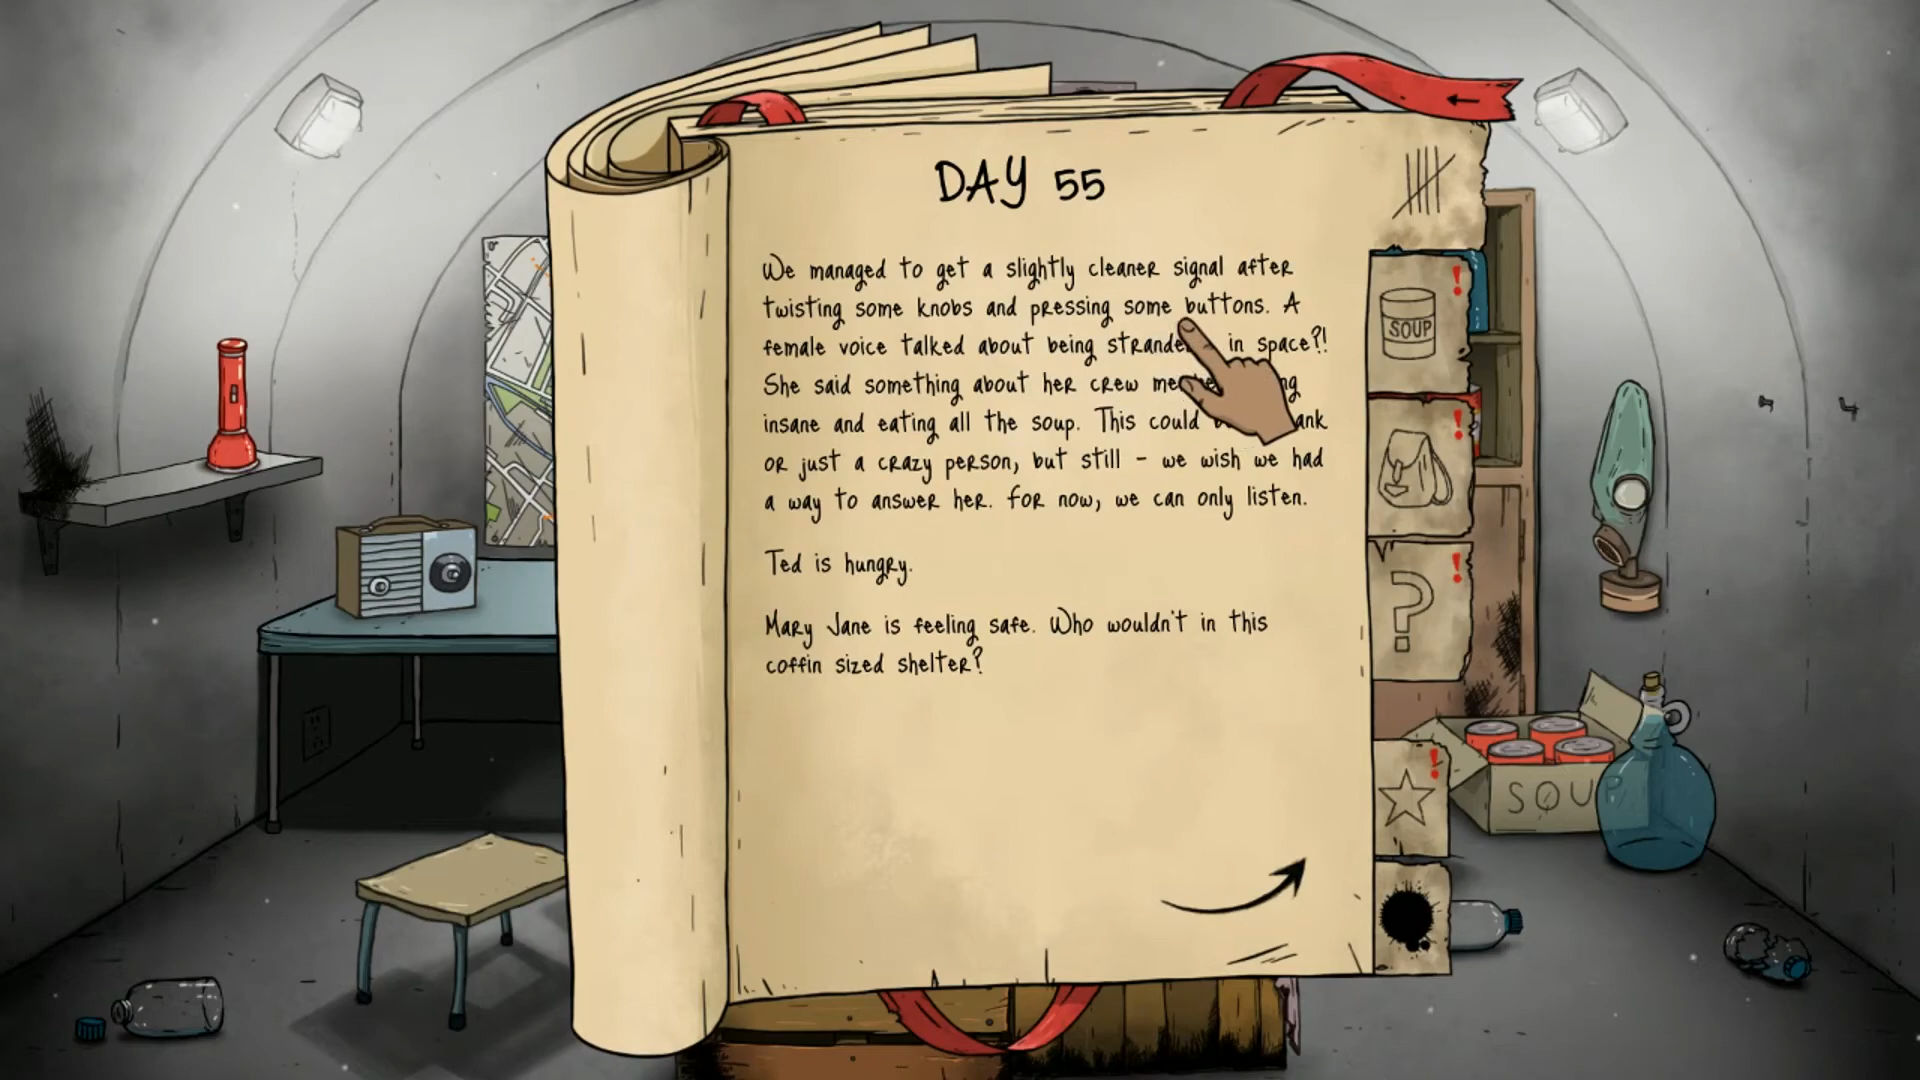 DAY 55
We managed to get a slightly cleaner signal after
twisting some knobs and pressing some buttons. A
female voice talked about being in space?!
She said something about her crew
insane and eating all the soup. This could
or just a crazy person, but still - we wish we had
a way to answer her. For now, we can only listen.
Ted is hungry.
Mary Jane is feeling safe. Who wouldn't in this
coffin sized shelter?
SOUP
SOUP